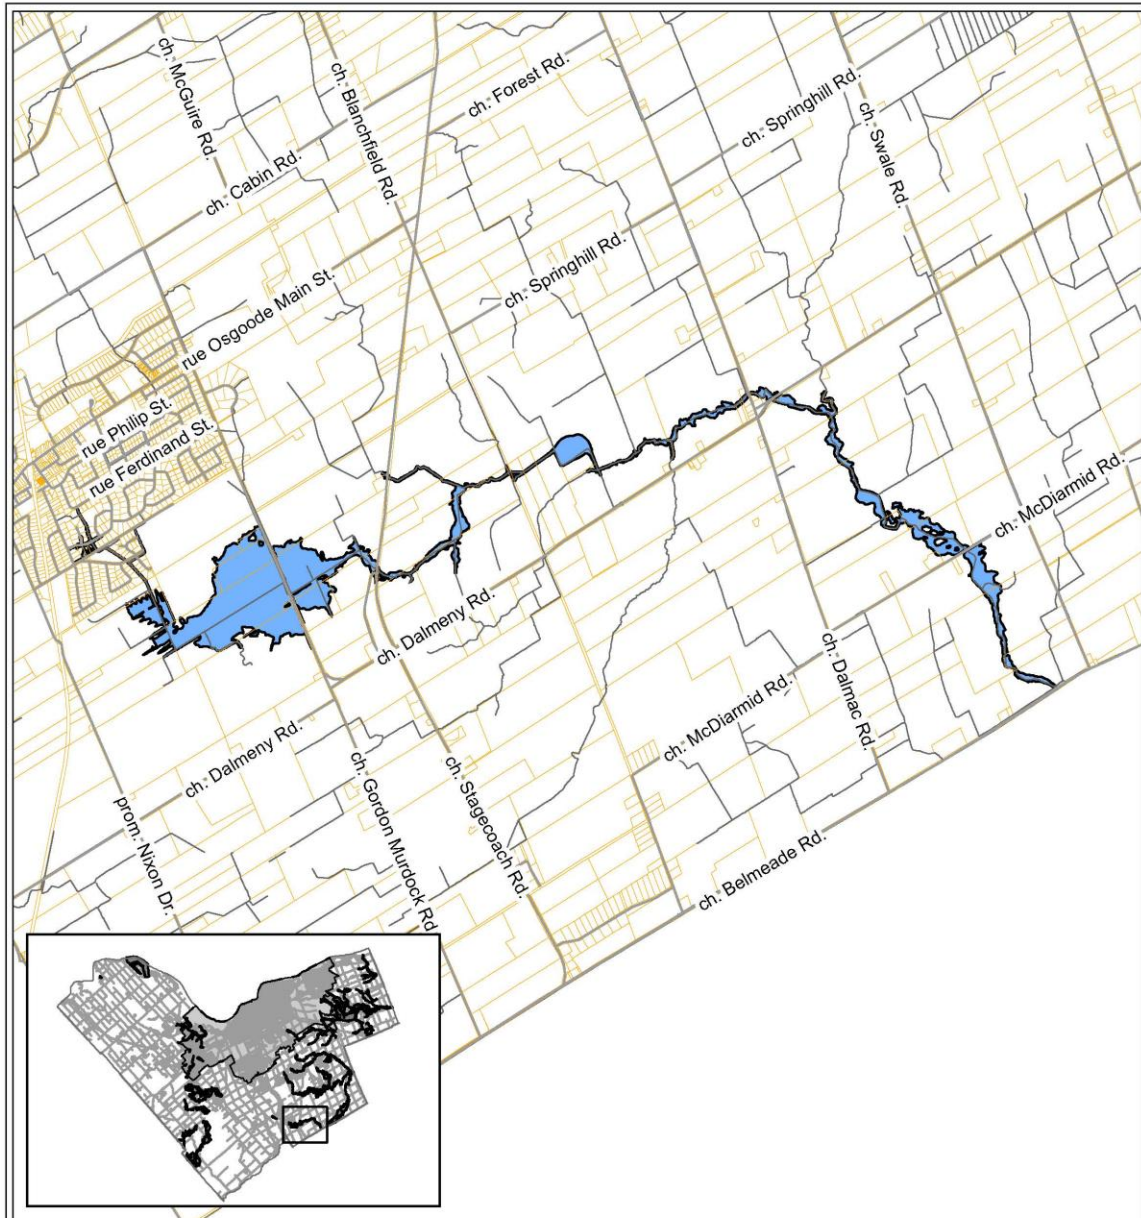 ch. McGuire Rd.
ch. Blanchfield Rd.
ch. Forest Rd.
ch. Springhill Rd.
ch. Swale Rd.
ch. Cabin Rd.
ch. Springhill Rd.
rue Osgoode Main St.
rue Philip St.
rue Ferdinand St.
ch. McDiarmid Rd.
ch. Dalmeny Rd.
ch. Dalmac Rd.
ch. McDiarmid Rd.
ch. Dalmeny Rd.
ch. Gordon Murdock Rd
ch. Stagecoach Rd.
prom. Nixon Dr.
ch. Belmeade Rd.